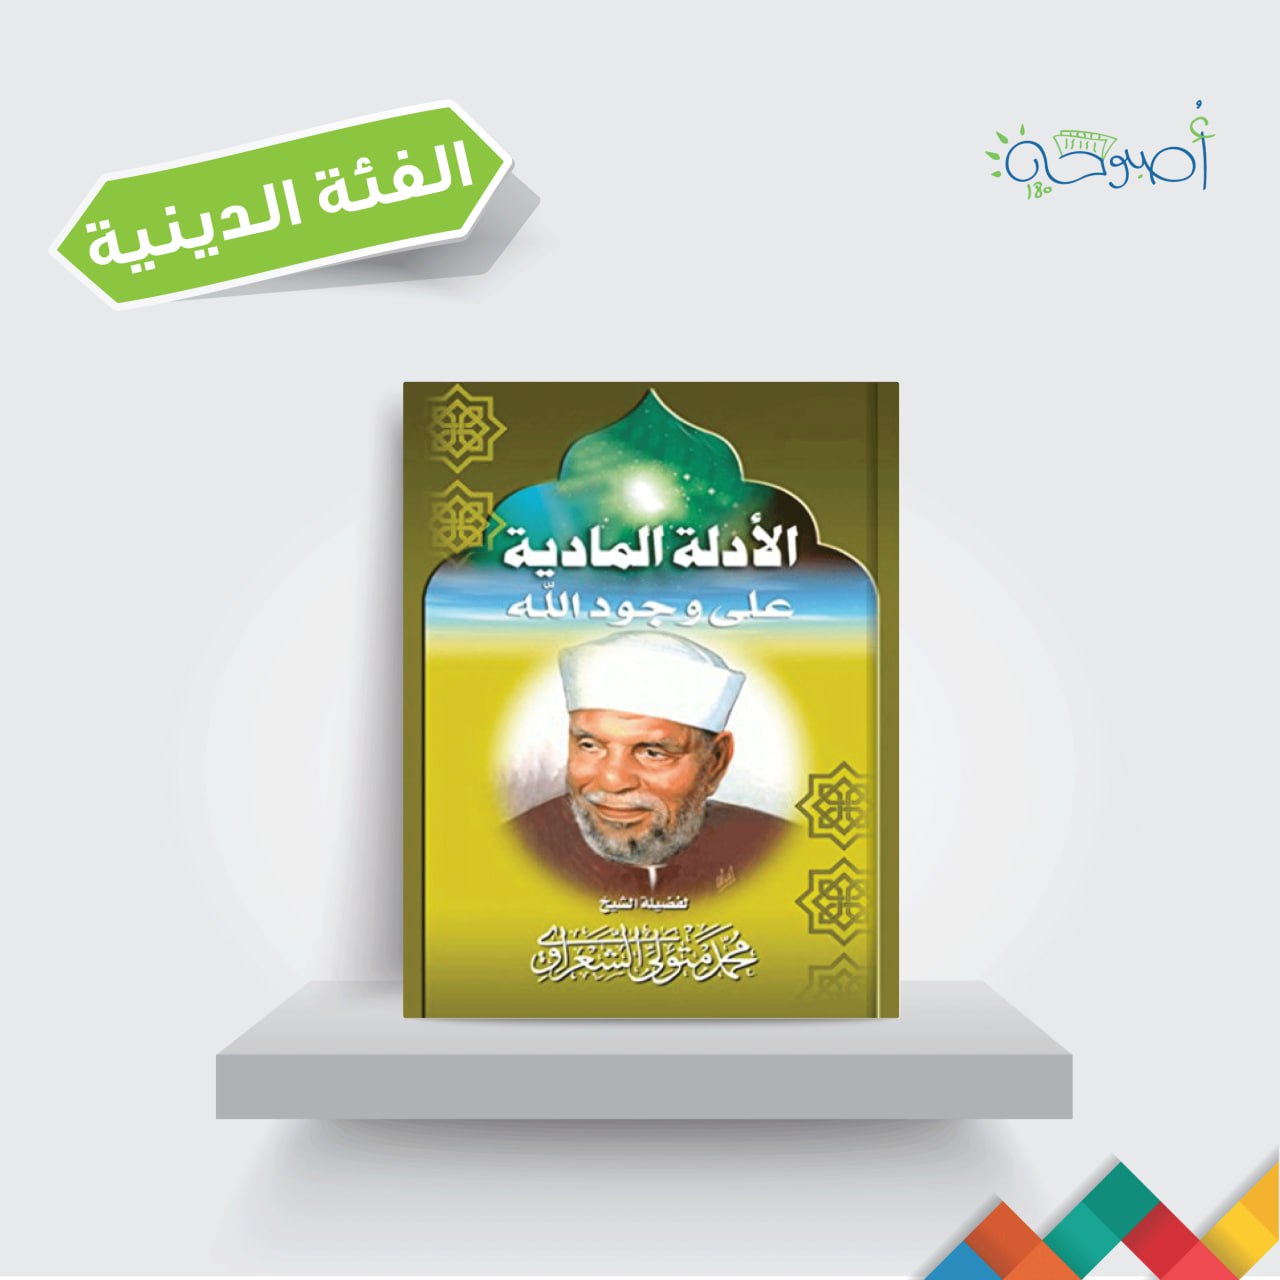 أصبوحة
١٨٠
الفئة الدينية
الأدلة المادية
على وجود الله
لفضيلة الشيخ
محمد متولي الشعراوي